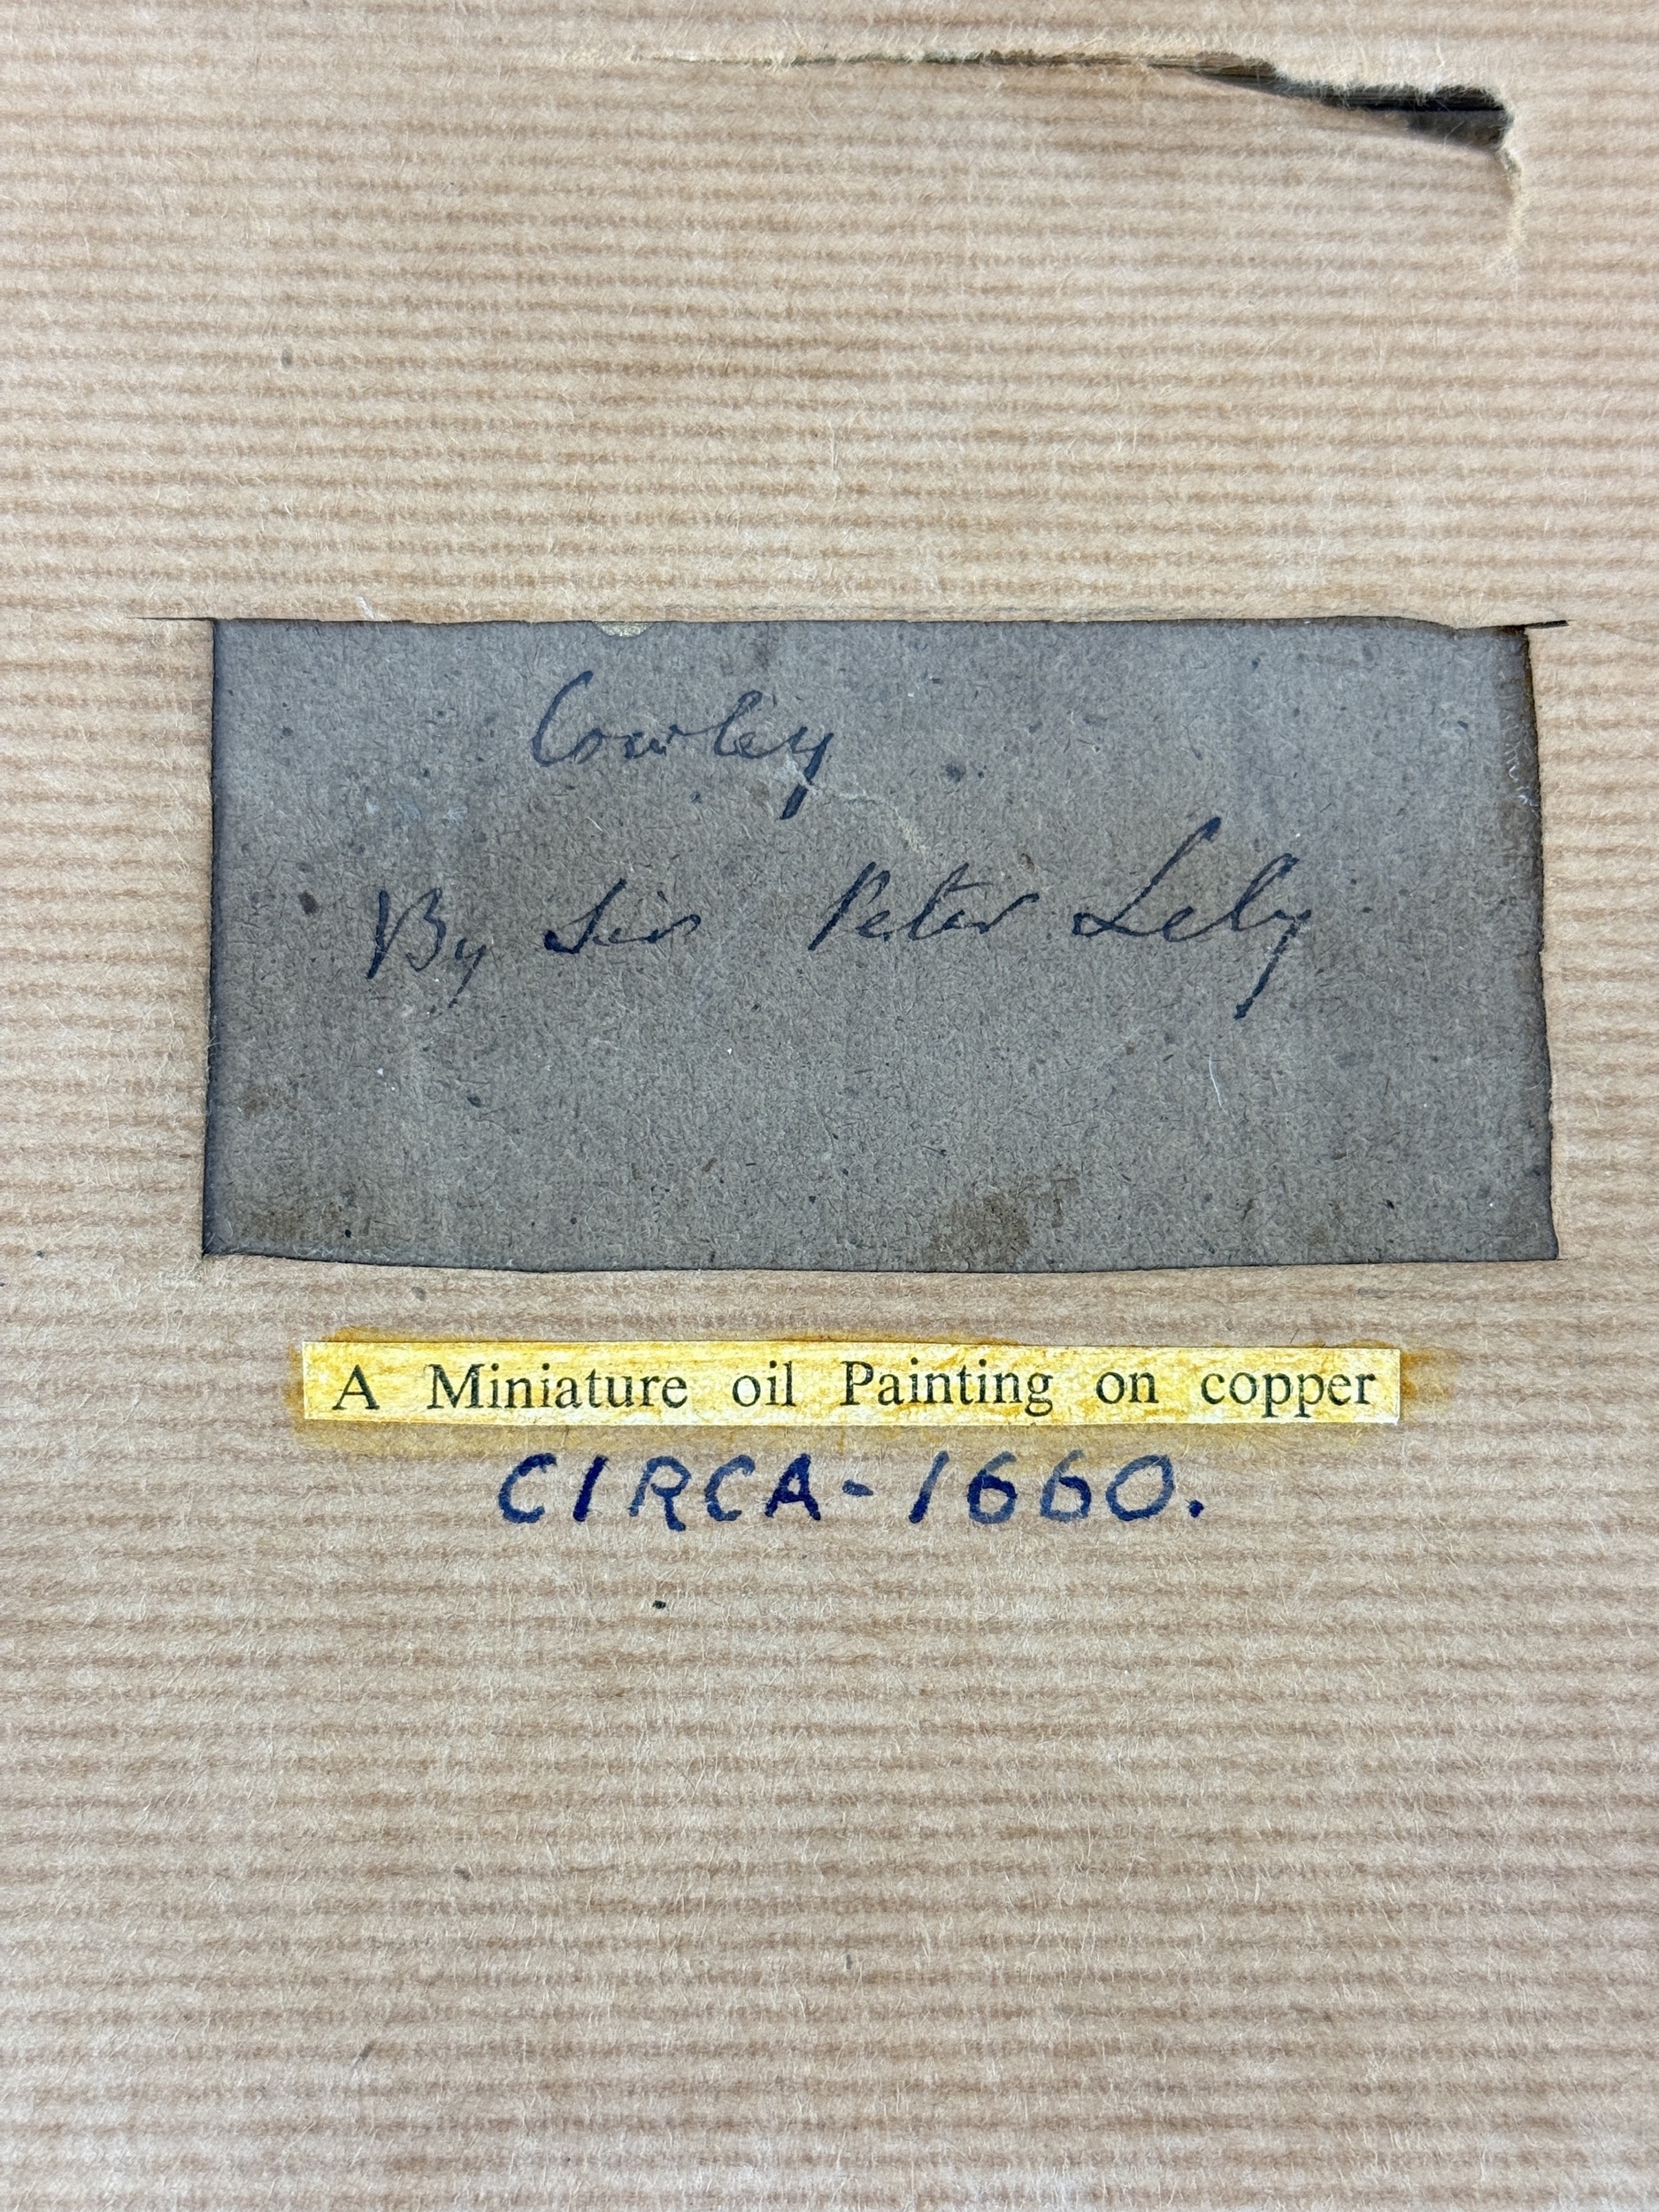 Cowley
By Sir Peter Lely
A Miniature oil Painting on copper
CIRCA-1660.